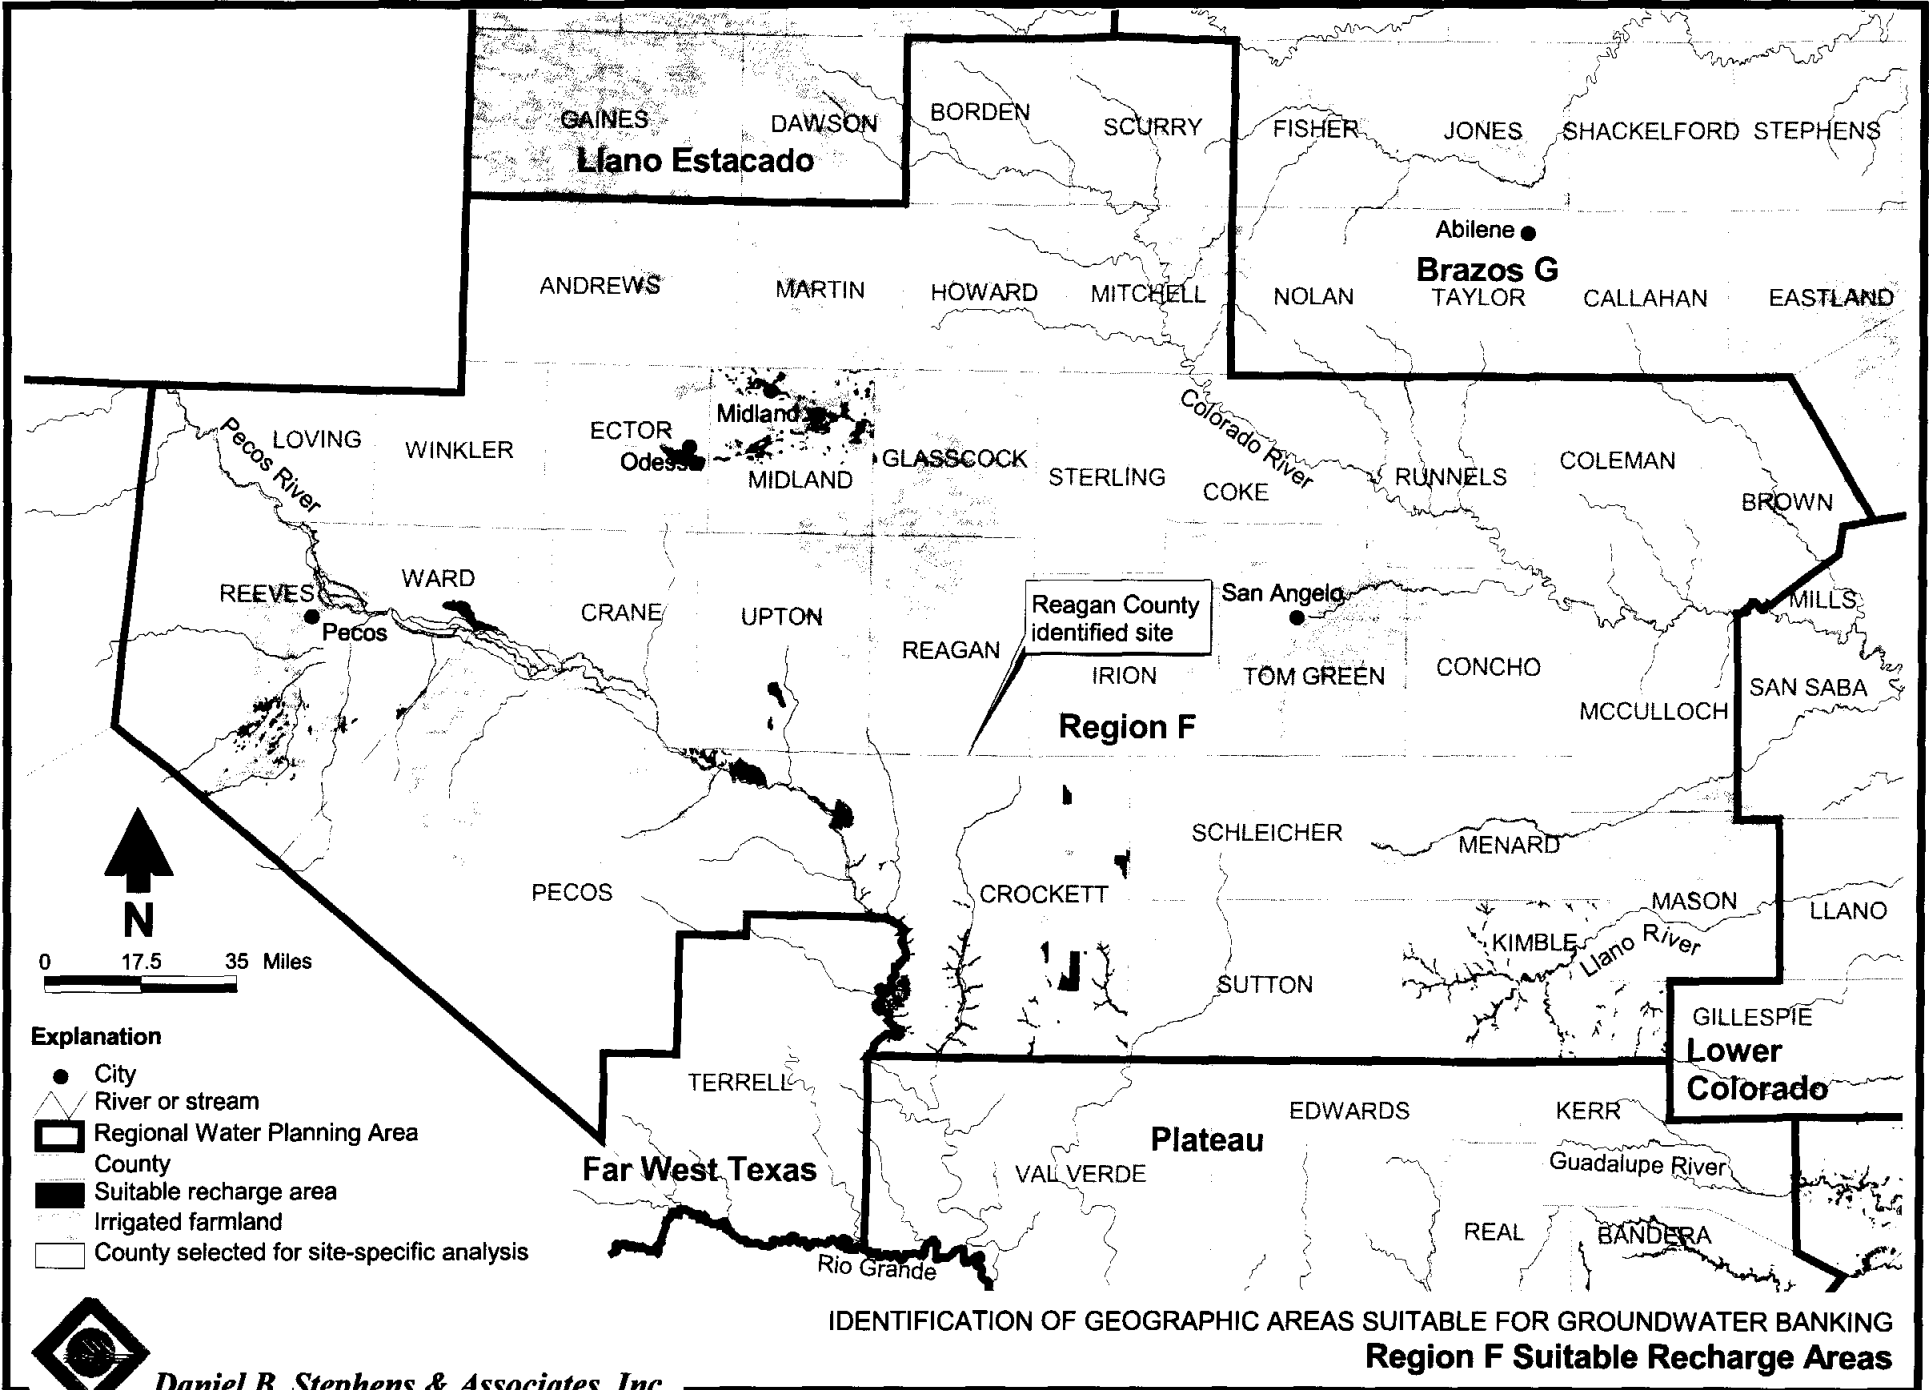 GAINES
DAWSON
BORDEN
SCURRY
FISHER
JONES
SHACKELFORD
STEPHENS
Llano Estacado
Abilene
Brazos G
ANDREWS
MARTIN
HOWARD
MITCHELL
NOLAN
TAYLOR
CALLAHAN
EASTLAND
Pecos River
LOVING
WINKLER
ECTOR
Odessa
Midland
MIDLAND
GLASSCOCK
STERLING
Colorado River
COKE
RUNNELS
COLEMAN
BROWN
REEVES
Pecos
WARD
CRANE
UPTON
REAGAN
Reagan County
identified site
San Angelo
IRION
TOM GREEN
CONCHO
MILLS
SAN SABA
MCCULLOCH
Region F
SCHLEICHER
MENARD
PECOS
CROCKETT
MASON
LLANO
KIMBLE
Llano River
SUTTON
GILLESPIE
Lower
Colorado
N
0 17.5 35 Miles
TERRELL
EDWARDS
KERR
Plateau
Far West Texas
VAL VERDE
Guadalupe River
REAL
BANDERA
Rio Grande
Explanation
City
River or stream
Regional Water Planning Area
County
Suitable recharge area
Irrigated farmland
County selected for site-specific analysis
IDENTIFICATION OF GEOGRAPHIC AREAS SUITABLE FOR GROUNDWATER BANKING
Region F Suitable Recharge Areas
Daniel B. Stephens & Associates, Inc.